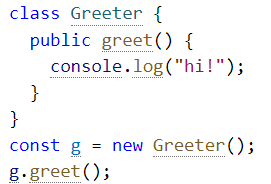 class Greeter {
  public greet() {
    console.log("hi!");
  }
}
const g = new Greeter();
g.greet();